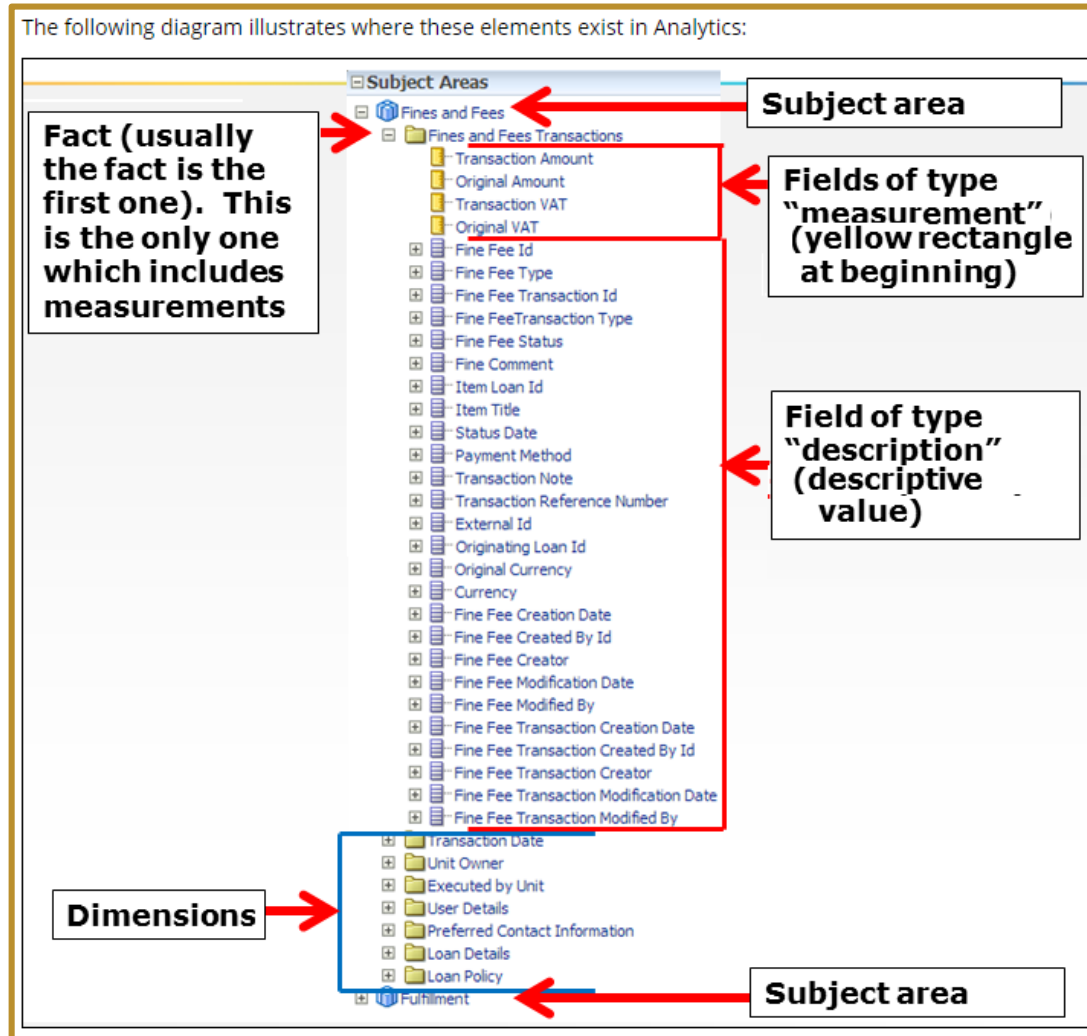 The following diagram illustrates where these elements exist in Analytics:
Subject Areas
Fines and Fees
Subject area
Fact (usually
the fact is the
first one). This
is the only one
which includes
measurements
Fines and Fees Transactions
Transaction Amount
Original Amount
Transaction VAT
Original VAT
Fields of type
“measurement”
(yellow rectangle
at beginning)
Fine Fee Id
Fine Fee Type
Fine Fee Transaction Id
Fine FeeTransaction Type
Fine Fee Status
Fine Comment
Item Loan Id
Item Title
Status Date
Payment Method
Transaction Note
Transaction Reference Number
External Id
Originating Loan Id
Original Currency
Currency
Fine Fee Creation Date
Fine Fee Created By Id
Fine Fee Creator
Fine Fee Modification Date
Fine Fee Modified By
Fine Fee Transaction Creation Date
Fine Fee Transaction Created By Id
Fine Fee Transaction Creator
Fine Fee Transaction Modification Date
Fine Fee Transaction Modified By
Field of type
“description”
(descriptive
value)
Transaction Date
Unit Owner
Executed by Unit
User Details
Preferred Contact Information
Loan Details
Loan Policy
Dimensions
Fulfillment
Subject area